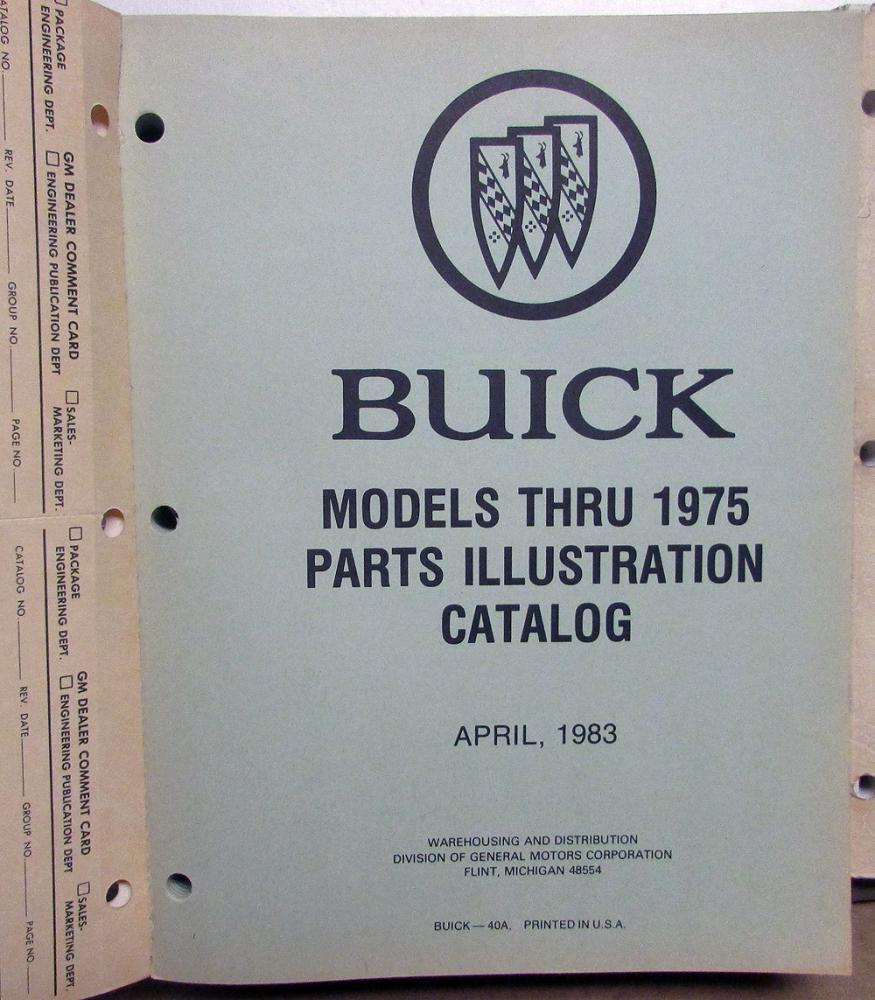 BUICK
MODELS THRU 1975
PARTS ILLUSTRATION
CATALOG
APRIL, 1983
WAREHOUSING AND DISTRIBUTION
DIVISION OF GENERAL MOTORS CORPORATION
FLINT, MICHIGAN 48554
BUICK — 40A. PRINTED IN U.S.A.
GM DEALER COMMENT CARD
PACKAGE
ENGINEERING DEPT.
ENGINEERING PUBLICATION DEPT
SALES-
MARKETING DEPT.
CATALOG NO. REV. DATE GROUP NO. PAGE NO.
GM DEALER COMMENT CARD
PACKAGE
ENGINEERING DEPT.
ENGINEERING PUBLICATION DEPT
SALES-
MARKETING DEPT.
CATALOG NO. REV. DATE GROUP NO. PAGE NO.